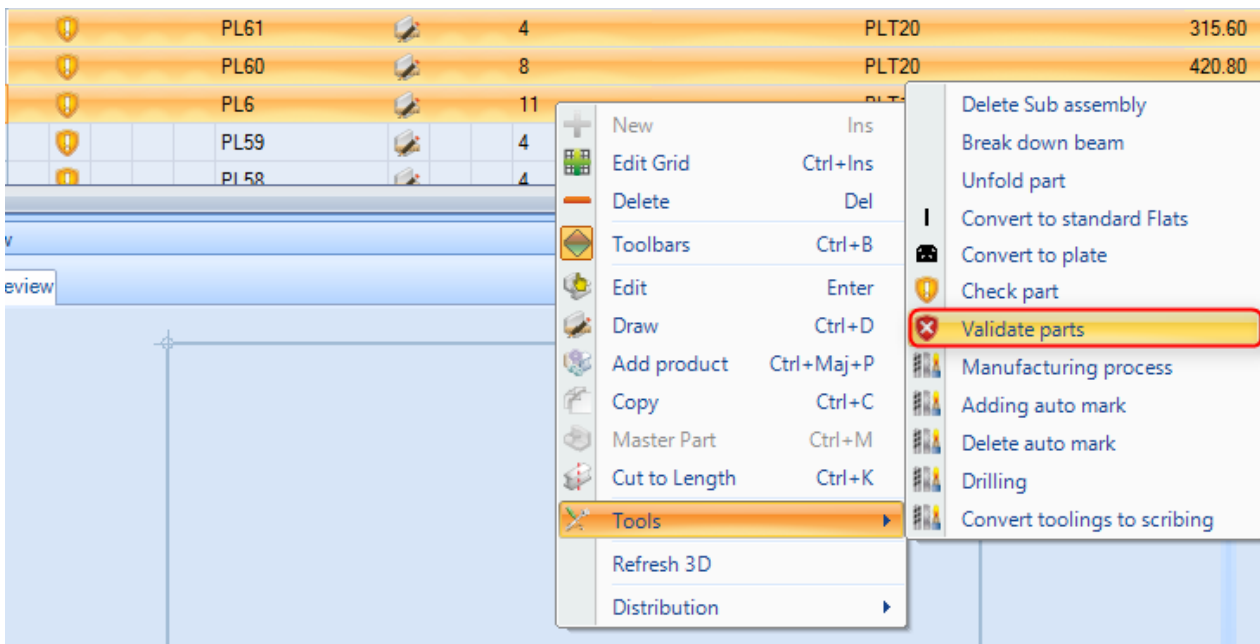 PL61 4 PLT20 315.60
PL60 8 PLT20 420.80
PL6 11
PL59 4
PL58 4
eview
New Ins
Edit Grid Ctrl+Ins
Delete Del
Toolbars Ctrl+B
Edit Enter
Draw Ctrl+D
Add product Ctrl+Maj+P
Copy Ctrl+C
Master Part Ctrl+M
Cut to Length Ctrl+K
Tools
Refresh 3D
Distribution
Delete Sub assembly
Break down beam
Unfold part
Convert to standard Flats
Convert to plate
Check part
Validate parts
Manufacturing process
Adding auto mark
Delete auto mark
Drilling
Convert toolings to scribing